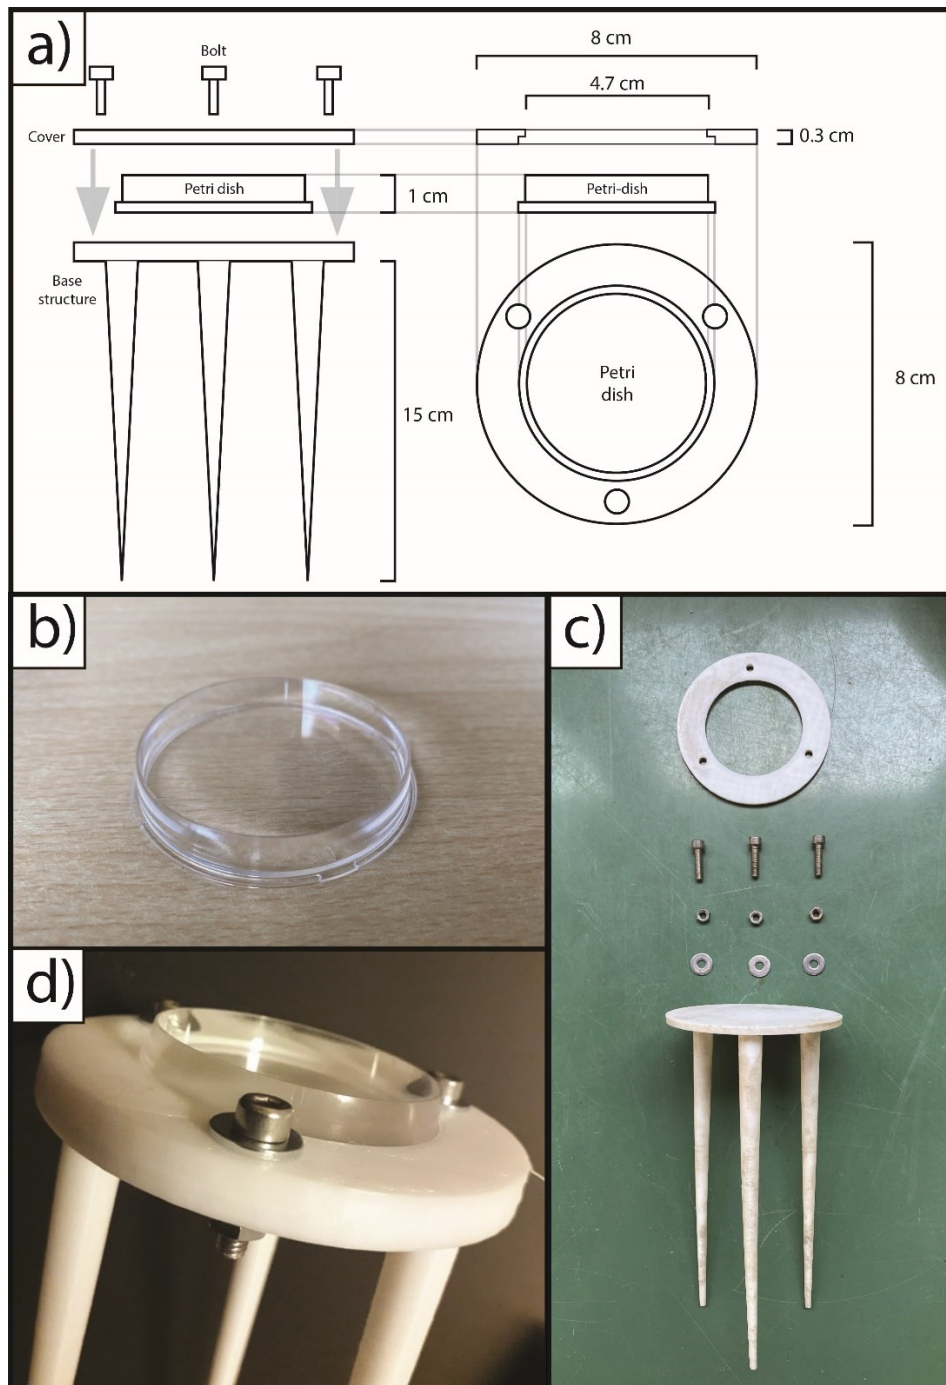 a)
Bolt
8 cm
4.7 cm
Cover
0.3 cm
Petri dish
1 cm
Petri-dish
Base
structure
Petri
dish
15 cm
8 cm
b)
c)
d)